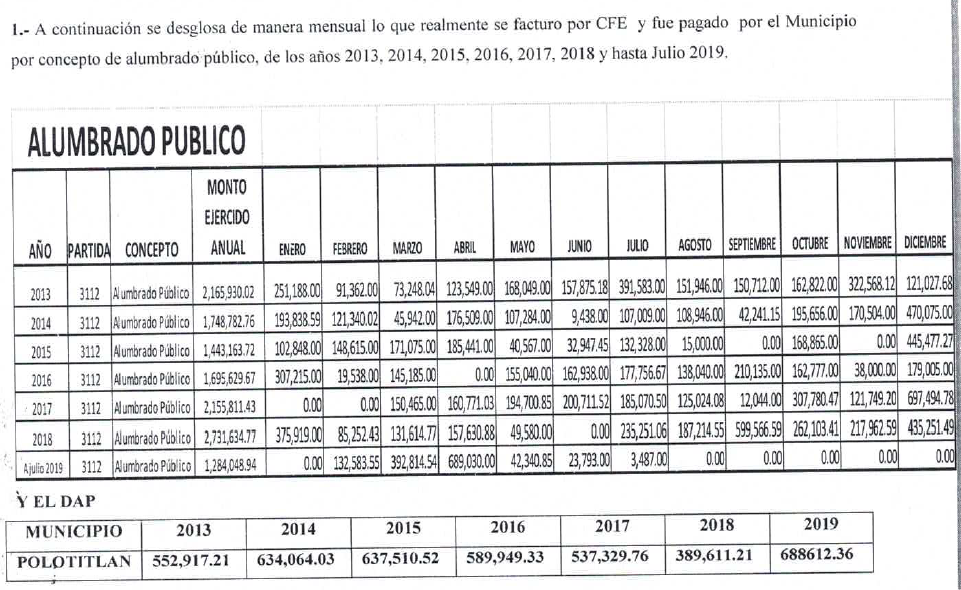 1.- A continuación se desglosa de manera mensual lo que realmente se facturo por CFE y fue pagado por el Municipio
por concepto de alumbrado público, de los años 2013, 2014, 2015, 2016, 2017, 2018 y hasta Julio 2019.
ALUMBRADO PUBLICO
AÑO PARTIDA CONCEPTO MONTO EJERCIDO ANUAL ENERO FEBRERO MARZO ABRIL MAYO JUNIO JULIO AGOSTO SEPTIEMBRE OCTUBRE NOVIEMBRE DICIEMBRE
2013 3112 Alumbrado Público 2,165,930.02 251,188.00 91,362.00 73,248.04 123,549.00 168,049.00 157,875.18 391,583.00 151,946.00 150,712.00 162,822.00 322,568.12 121,027.68
2014 3112 Alumbrado Público 1,748,782.76 193,838.59 121,340.02 45,942.00 176,509.00 107,284.00 9,438.00 107,009.00 108,946.00 42,241.15 195,656.00 170,504.00 470,075.00
2015 3112 Alumbrado Público 1,443,163.72 102,848.00 148,615.00 171,075.00 185,441.00 40,567.00 32,947.45 132,328.00 15,000.00 0.00 168,865.00 0.00 445,477.27
2016 3112 Alumbrado Público 1,695,629.67 307,215.00 19,538.00 145,185.00 0.00 155,040.00 162,938.00 177,756.67 138,040.00 210,135.00 162,777.00 38,000.00 179,005.00
2017 3112 Alumbrado Público 2,155,811.43 0.00 0.00 150,465.00 160,771.03 194,700.85 200,711.52 185,070.50 125,024.08 12,044.00 307,780.47 121,749.20 697,494.78
2018 3112 Alumbrado Público 2,731,634.77 375,919.00 85,252.43 131,614.77 157,630.88 49,580.00 0.00 235,251.06 187,214.55 599,566.59 262,103.41 217,962.59 435,251.49
A julio 2019 3112 Alumbrado Público 1,284,048.94 0.00 132,583.55 392,814.54 689,030.00 42,340.85 23,793.00 3,487.00 0.00 0.00 0.00 0.00 0.00
Y EL DAP
MUNICIPIO 2013 2014 2015 2016 2017 2018 2019
POLOTITLAN 552,917.21 634,064.03 637,510.52 589,949.33 537,329.76 389,611.21 688612.36